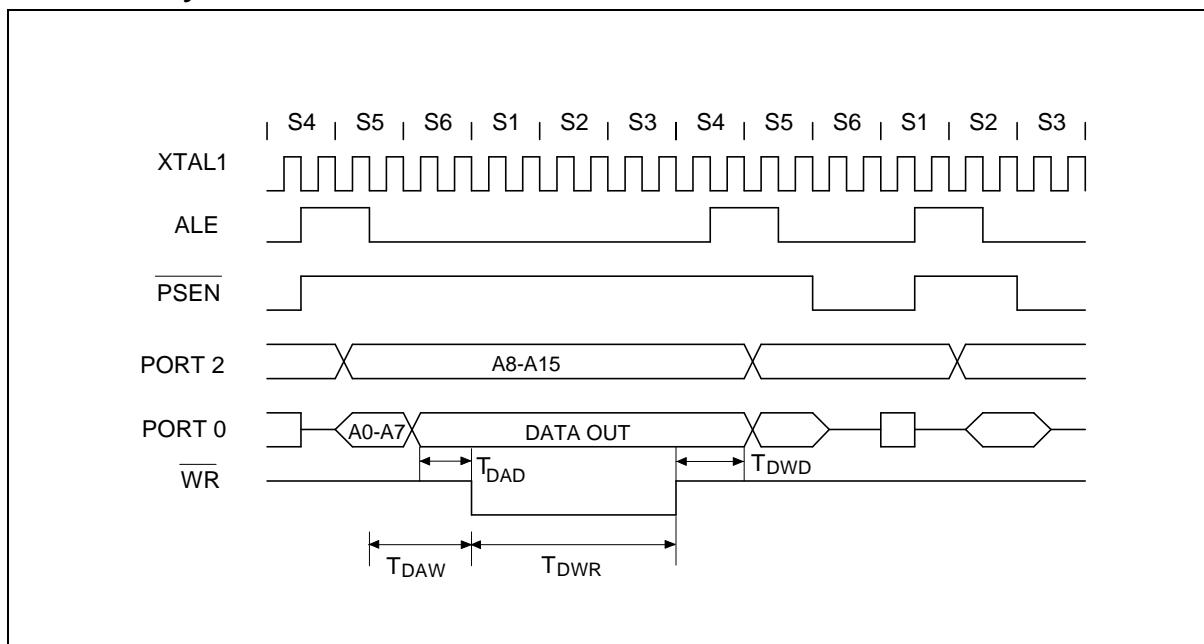 S4 S5 S6 S1 S2 S3 S4 S5 S6 S1 S2 S3
XTAL1
ALE
PSEN
PORT 2 A8-A15
PORT 0 A0-A7 DATA OUT
WR TDAD TDWD
TDAW TDWR